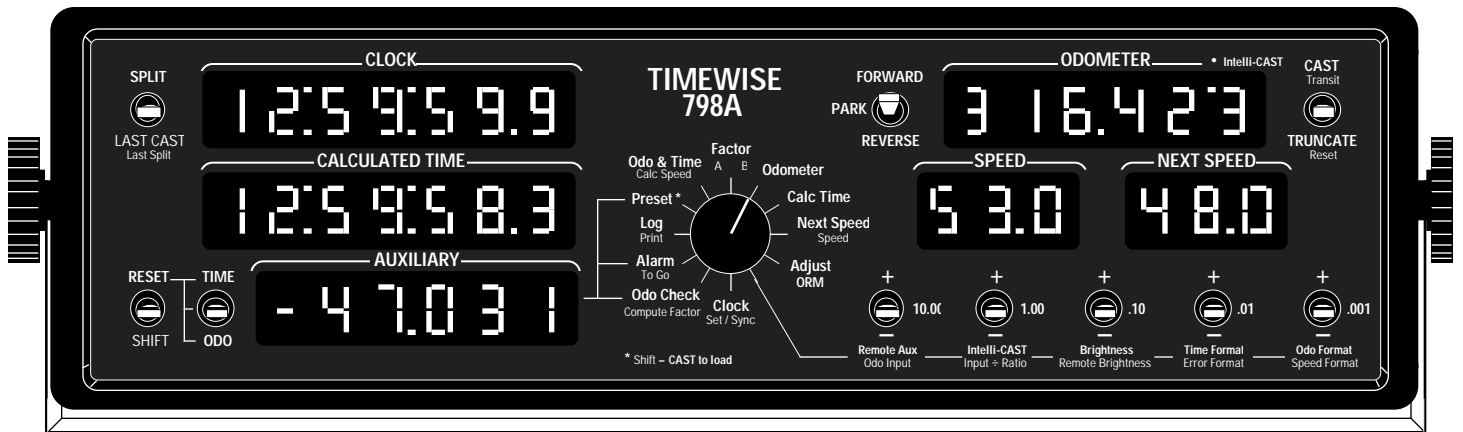 CLOCK
TIMEWISE
798A
ODOMETER
• Intelli-CAST
SPLIT
LAST CAST
Last Split
12:59:59.9
FORWARD
PARK
REVERSE
316.423
CAST
Transit
TRUNCATE
Reset
CALCULATED TIME
12:59:58.3
SPEED
53.0
NEXT SPEED
48.0
AUXILIARY
-47.031
RESET
SHIFT
TIME
ODO
Factor
A B
Odo & Time
Calc Speed
Odometer
Preset *
Calc Time
Log
Print
Next Speed
Speed
Alarm
To Go
Adjust
ORM
Odo Check
Compute Factor
Clock
Set / Sync
* Shift – CAST to load
+
10.00
–
Remote Aux
Odo Input
+
1.00
–
Intelli-CAST
Input ÷ Ratio
+
.10
–
Brightness
Remote Brightness
+
.01
–
Time Format
Error Format
+
.001
–
Odo Format
Speed Format